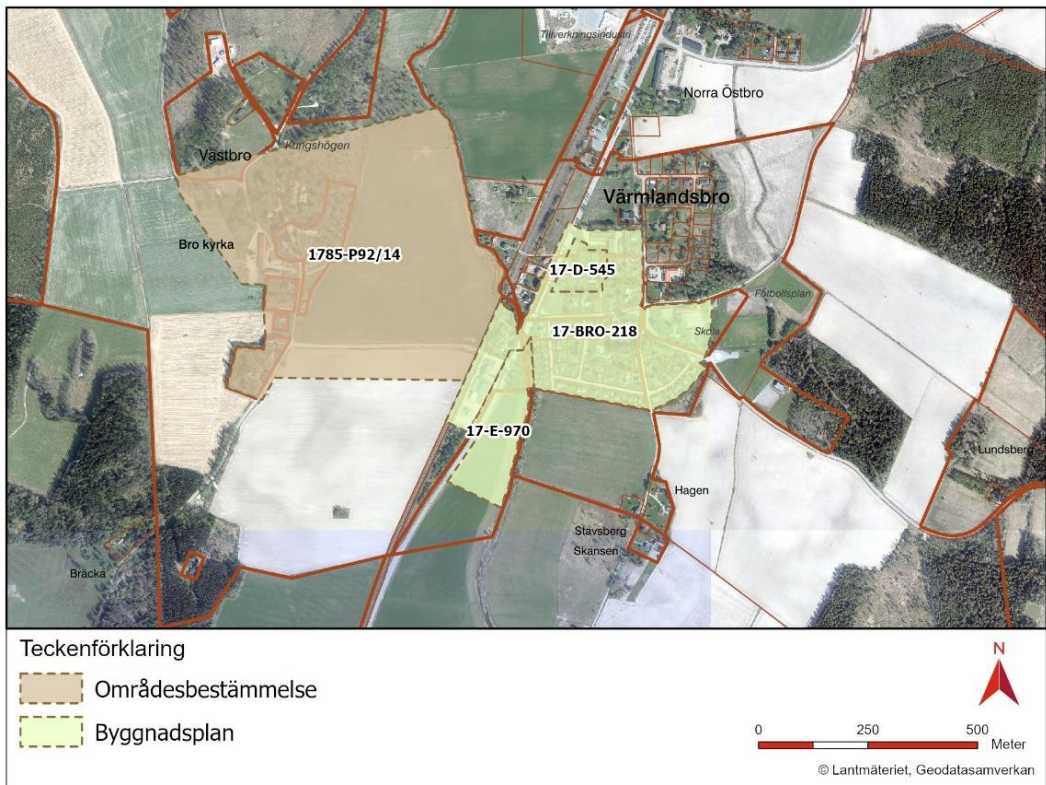 Tillverkningsindustri
Norra Östbro
Kungshögen
Västbro
Värmlandsbro
Bro kyrka
1785-P92/14
17-D-545
Fotbollsplan
17-BRO-218
Skola
17-E-970
Lundsberg
Hagen
Stavsberg
Skansen
Bräcka
Teckenförklaring
Områdesbestämmelse
Byggnadsplan
N
0 250 500
Meter
© Lantmäteriet, Geodatasamverkan